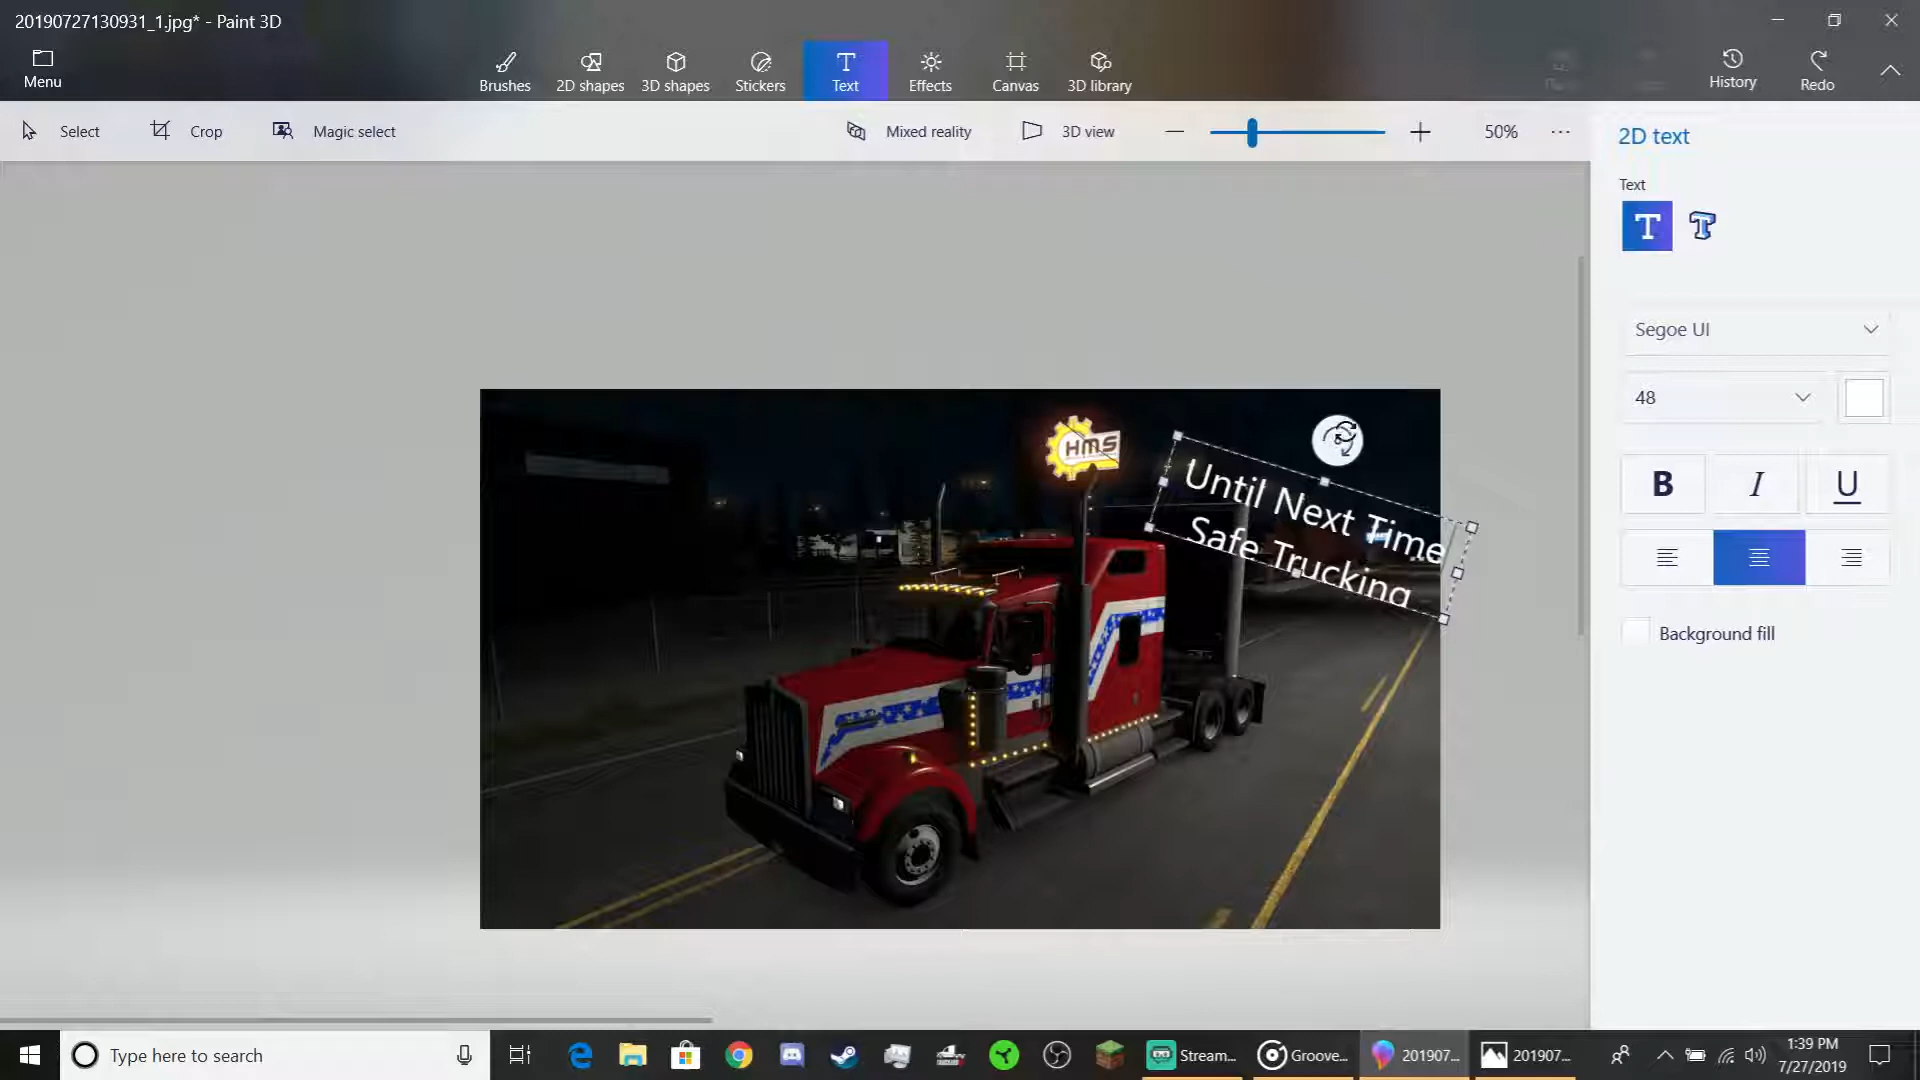 20190727130931_1.jpg* - Paint 3D
Menu
Brushes
2D shapes
3D shapes
Stickers
Text
Effects
Canvas
3D library
History
Redo
Select
Crop
Magic select
Mixed reality
3D view
50%
2D text
Text
Segoe UI
48
B I U
Background fill
HMS
Until Next Time
Safe Trucking
Type here to search
Stream...
Groove...
201907...
201907...
1:39 PM
7/27/2019